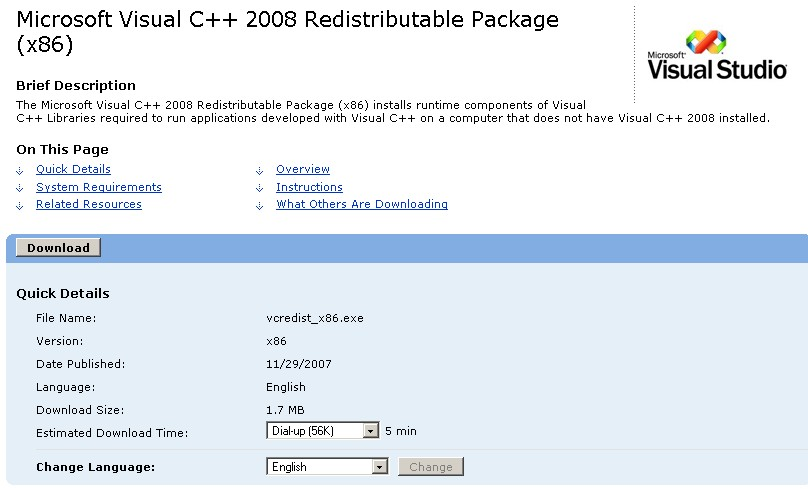 Microsoft Visual C++ 2008 Redistributable Package
(x86)
Microsoft®
Visual Studio
Brief Description
The Microsoft Visual C++ 2008 Redistributable Package (x86) installs runtime components of Visual
C++ Libraries required to run applications developed with Visual C++ on a computer that does not have Visual C++ 2008 installed.
On This Page
Quick Details
Overview
System Requirements
Instructions
Related Resources
What Others Are Downloading
Download
Quick Details
File Name: vcredist_x86.exe
Version: x86
Date Published: 11/29/2007
Language: English
Download Size: 1.7 MB
Estimated Download Time: Dial-up (56K) 5 min
Change Language: English Change